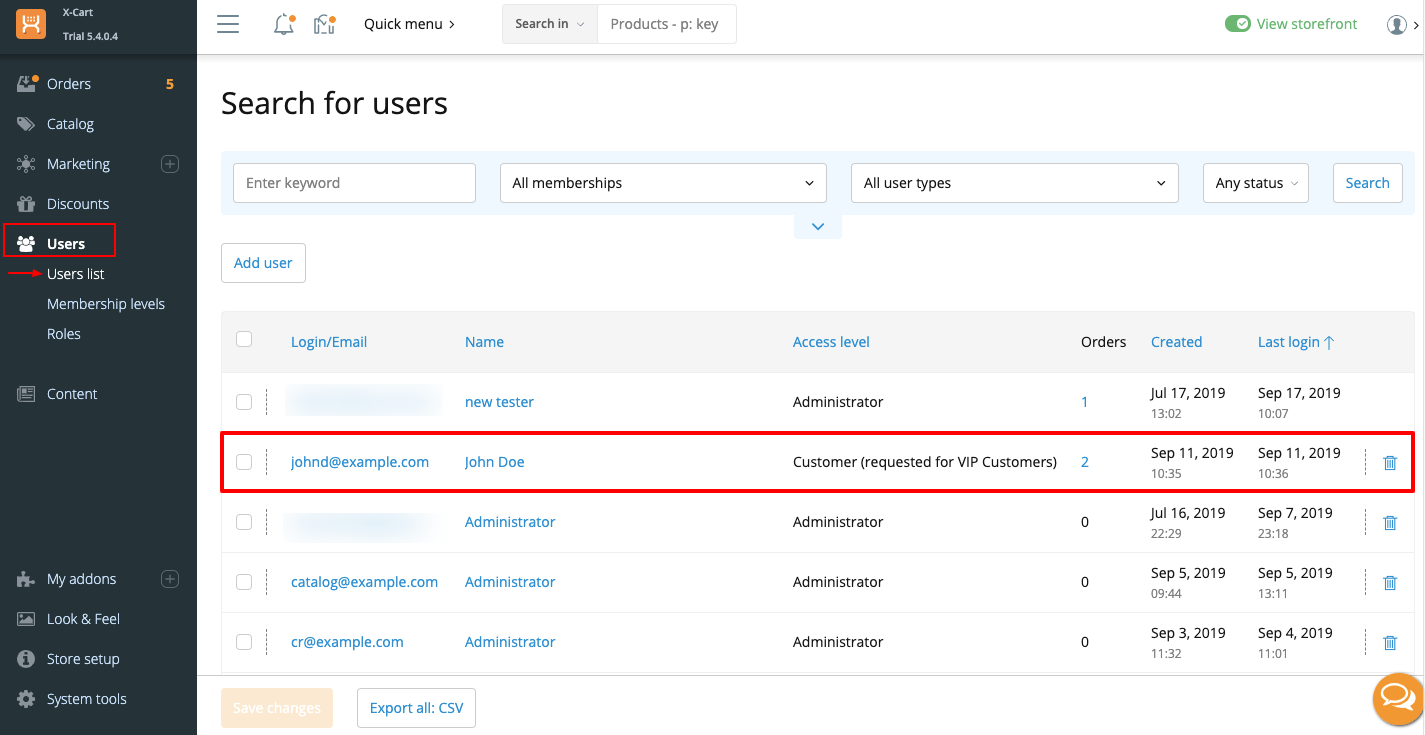 X-Cart
Trial 5.4.0.4
Quick menu
Search in
Products - p: key
View storefront
Orders 5
Catalog
Marketing
Discounts
Users
Users list
Membership levels
Roles
Content
My addons
Look & Feel
Store setup
System tools
Search for users
Enter keyword All memberships All user types Any status Search
Add user
Login/Email Name Access level Orders Created Last login
new tester Administrator 1 Jul 17, 2019 Sep 17, 2019
13:02 10:07
johnd@example.com John Doe Customer (requested for VIP Customers) 2 Sep 11, 2019 Sep 11, 2019
10:35 10:36
Administrator Administrator 0 Jul 16, 2019 Sep 7, 2019
22:29 23:18
catalog@example.com Administrator Administrator 0 Sep 5, 2019 Sep 5, 2019
09:44 13:11
cr@example.com Administrator Administrator 0 Sep 3, 2019 Sep 4, 2019
11:32 11:01
Save changes Export all: CSV